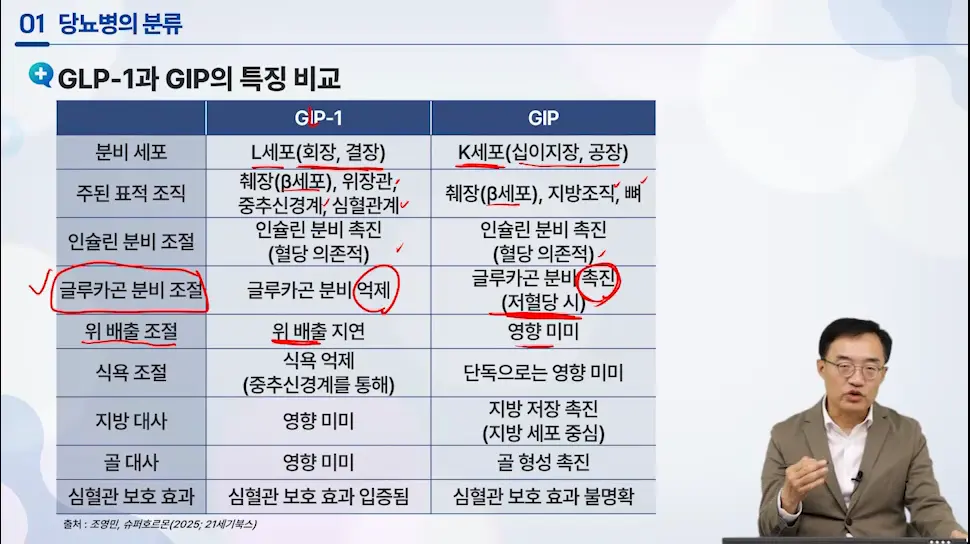 01 당뇨병의 분류
GLP-1과 GIP의 특징 비교
GIP-1 GIP
분비 세포 L세포(회장, 결장) K세포(십이지장, 공장)
주된 표적 조직 췌장(β세포), 위장관, 중추신경계, 심혈관계 췌장(β세포), 지방조직, 뼈
인슐린 분비 조절 인슐린 분비 촉진 (혈당 의존적) 인슐린 분비 촉진 (혈당 의존적)
글루카곤 분비 조절 글루카곤 분비 억제 글루카곤 분비 촉진 (저혈당 시)
위 배출 조절 위 배출 지연 영향 미미
식욕 조절 식욕 억제 (중추신경계를 통해) 단독으로는 영향 미미
지방 대사 영향 미미 지방 저장 촉진 (지방 세포 중심)
골 대사 영향 미미 골 형성 촉진
심혈관 보호 효과 심혈관 보호 효과 입증됨 심혈관 보호 효과 불명확
출처 : 조영민, 슈퍼호르몬(2025; 21세기북스)